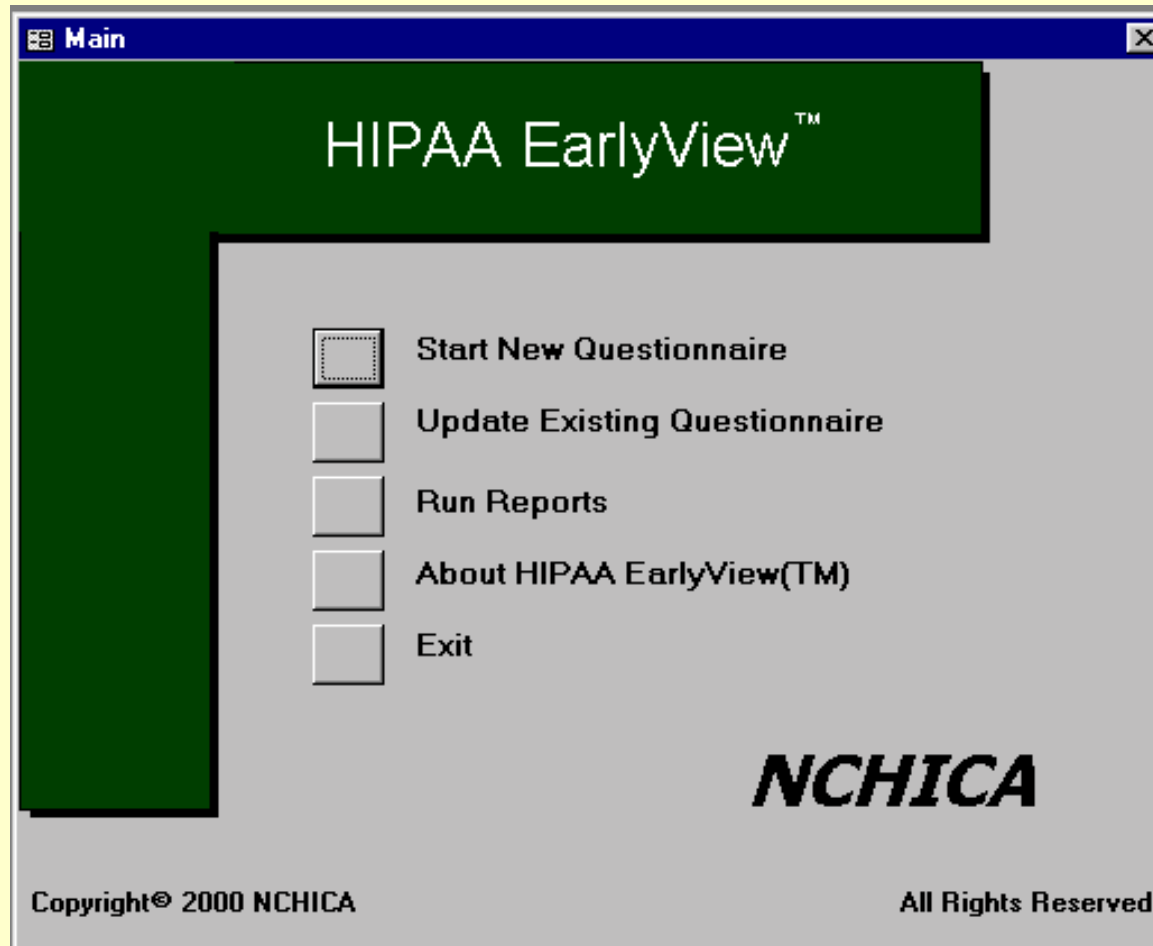 Main
HIPAA EarlyView™
Start New Questionnaire
Update Existing Questionnaire
Run Reports
About HIPAA EarlyView(TM)
Exit
NCHICA
Copyright© 2000 NCHICA
All Rights Reserved